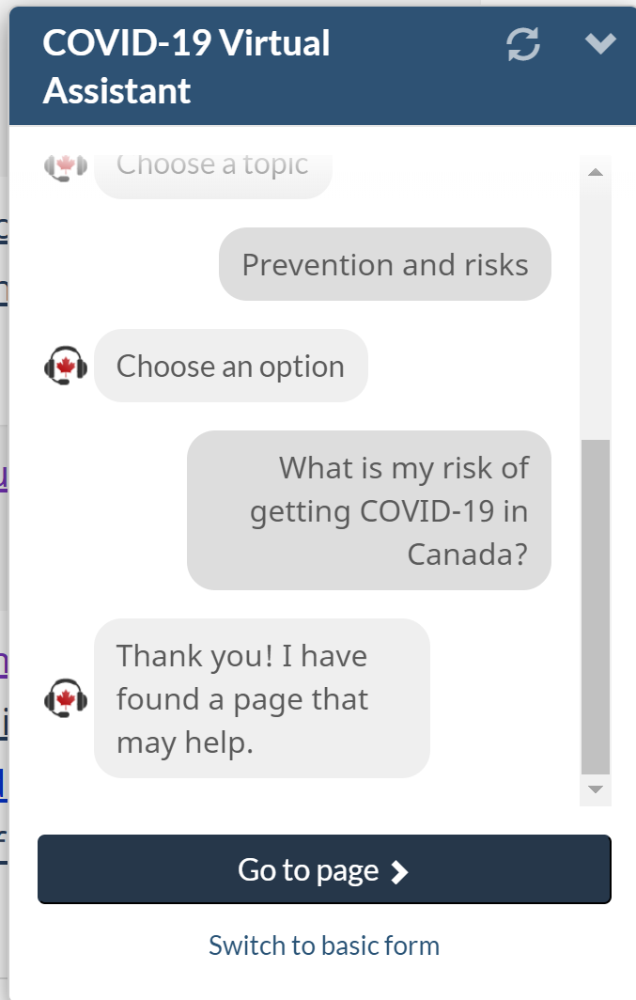 COVID-19 Virtual
Assistant
Choose a topic
Prevention and risks
Choose an option
What is my risk of
getting COVID-19 in
Canada?
Thank you! I have
found a page that
may help.
Go to page
Switch to basic form